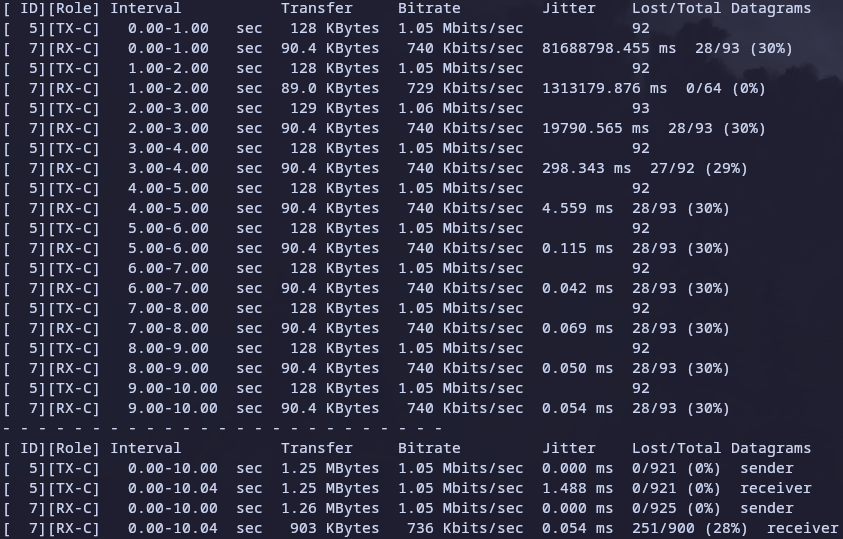 [ ID][Role] Interval           Transfer     Bitrate         Jitter    Lost/Total Datagrams
[  5][TX-C]   0.00-1.00   sec   128 KBytes  1.05 Mbits/sec            92
[  7][RX-C]   0.00-1.00   sec  90.4 KBytes   740 Kbits/sec  81688798.455 ms  28/93 (30%)
[  5][TX-C]   1.00-2.00   sec   128 KBytes  1.05 Mbits/sec            92
[  7][RX-C]   1.00-2.00   sec  89.0 KBytes   729 Kbits/sec  1313179.876 ms  0/64 (0%)
[  5][TX-C]   2.00-3.00   sec   129 KBytes  1.06 Mbits/sec            93
[  7][RX-C]   2.00-3.00   sec  90.4 KBytes   740 Kbits/sec  19790.565 ms  28/93 (30%)
[  5][TX-C]   3.00-4.00   sec   128 KBytes  1.05 Mbits/sec            92
[  7][RX-C]   3.00-4.00   sec  90.4 KBytes   740 Kbits/sec  298.343 ms  27/92 (29%)
[  5][TX-C]   4.00-5.00   sec   128 KBytes  1.05 Mbits/sec            92
[  7][RX-C]   4.00-5.00   sec  90.4 KBytes   740 Kbits/sec  4.559 ms  28/93 (30%)
[  5][TX-C]   5.00-6.00   sec   128 KBytes  1.05 Mbits/sec            92
[  7][RX-C]   5.00-6.00   sec  90.4 KBytes   740 Kbits/sec  0.115 ms  28/93 (30%)
[  5][TX-C]   6.00-7.00   sec   128 KBytes  1.05 Mbits/sec            92
[  7][RX-C]   6.00-7.00   sec  90.4 KBytes   740 Kbits/sec  0.042 ms  28/93 (30%)
[  5][TX-C]   7.00-8.00   sec   128 KBytes  1.05 Mbits/sec            92
[  7][RX-C]   7.00-8.00   sec  90.4 KBytes   740 Kbits/sec  0.069 ms  28/93 (30%)
[  5][TX-C]   8.00-9.00   sec   128 KBytes  1.05 Mbits/sec            92
[  7][RX-C]   8.00-9.00   sec  90.4 KBytes   740 Kbits/sec  0.050 ms  28/93 (30%)
[  5][TX-C]   9.00-10.00  sec   128 KBytes  1.05 Mbits/sec            92
[  7][RX-C]   9.00-10.00  sec  90.4 KBytes   740 Kbits/sec  0.054 ms  28/93 (30%)
- - - - - - - - - - - - - - - - - - - - - - - - -
[ ID][Role] Interval           Transfer     Bitrate         Jitter    Lost/Total Datagrams
[  5][TX-C]   0.00-10.00  sec  1.25 MBytes  1.05 Mbits/sec  0.000 ms  0/921 (0%)  sender
[  5][TX-C]   0.00-10.04  sec  1.25 MBytes  1.05 Mbits/sec  1.488 ms  0/921 (0%)  receiver
[  7][RX-C]   0.00-10.00  sec  1.26 MBytes  1.05 Mbits/sec  0.000 ms  0/925 (0%)  sender
[  7][RX-C]   0.00-10.04  sec   903 KBytes   736 Kbits/sec  0.054 ms  251/900 (28%)  receiver